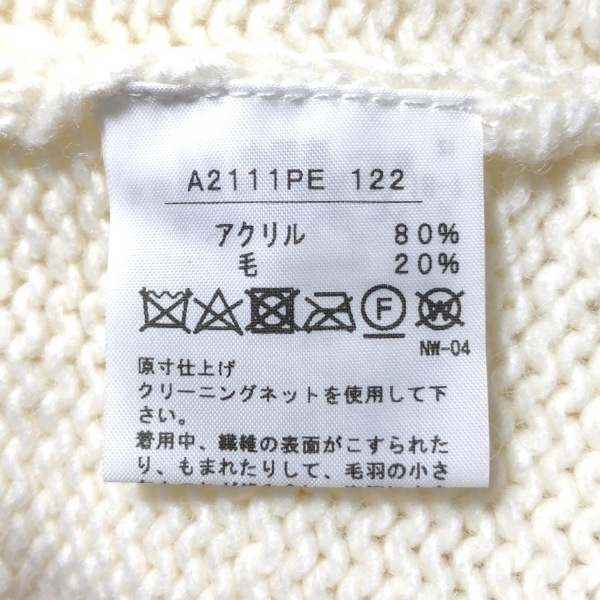 A2111PE 122
アクリル 80%
毛 20%
F W
NW-04
原寸仕上げ
クリーニングネットを使用して下
さい。
着用中、繊維の表面がこすられた
り、もまれたりして、毛羽の小さ